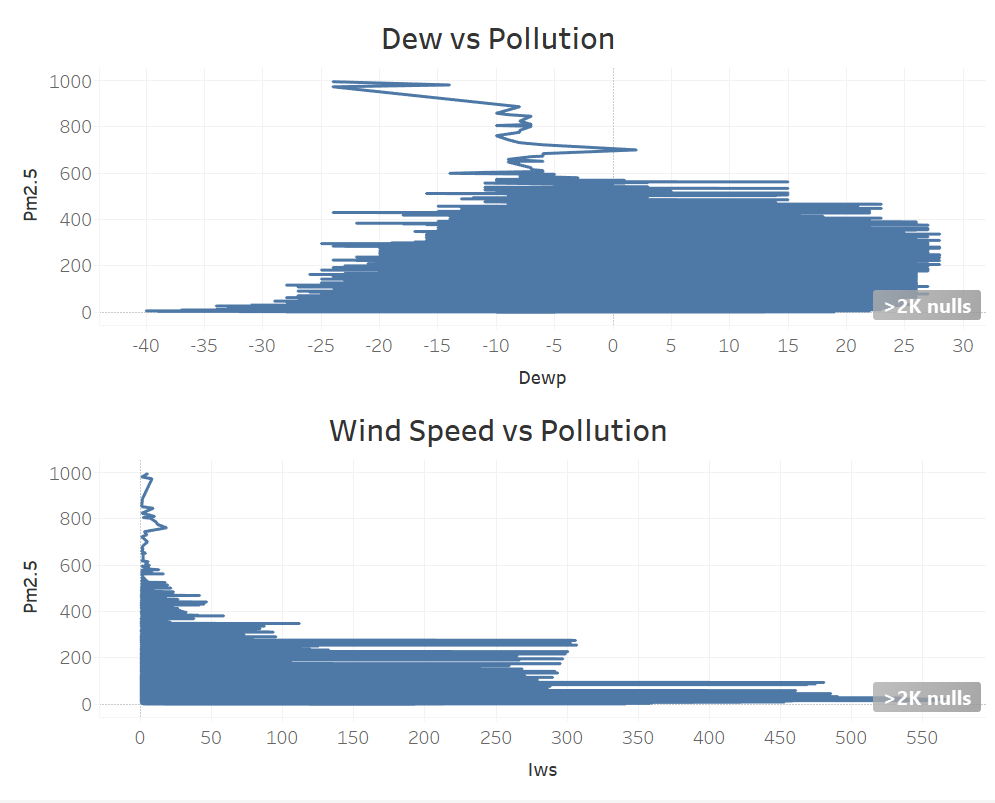 Dew vs Pollution
1000
800
600
400
200
0
Pm2.5
>2K nulls
-40 -35 -30 -25 -20 -15 -10 -5 0 5 10 15 20 25 30
Dewp
Wind Speed vs Pollution
1000
800
600
400
200
0
Pm2.5
>2K nulls
0 50 100 150 200 250 300 350 400 450 500 550
Iws